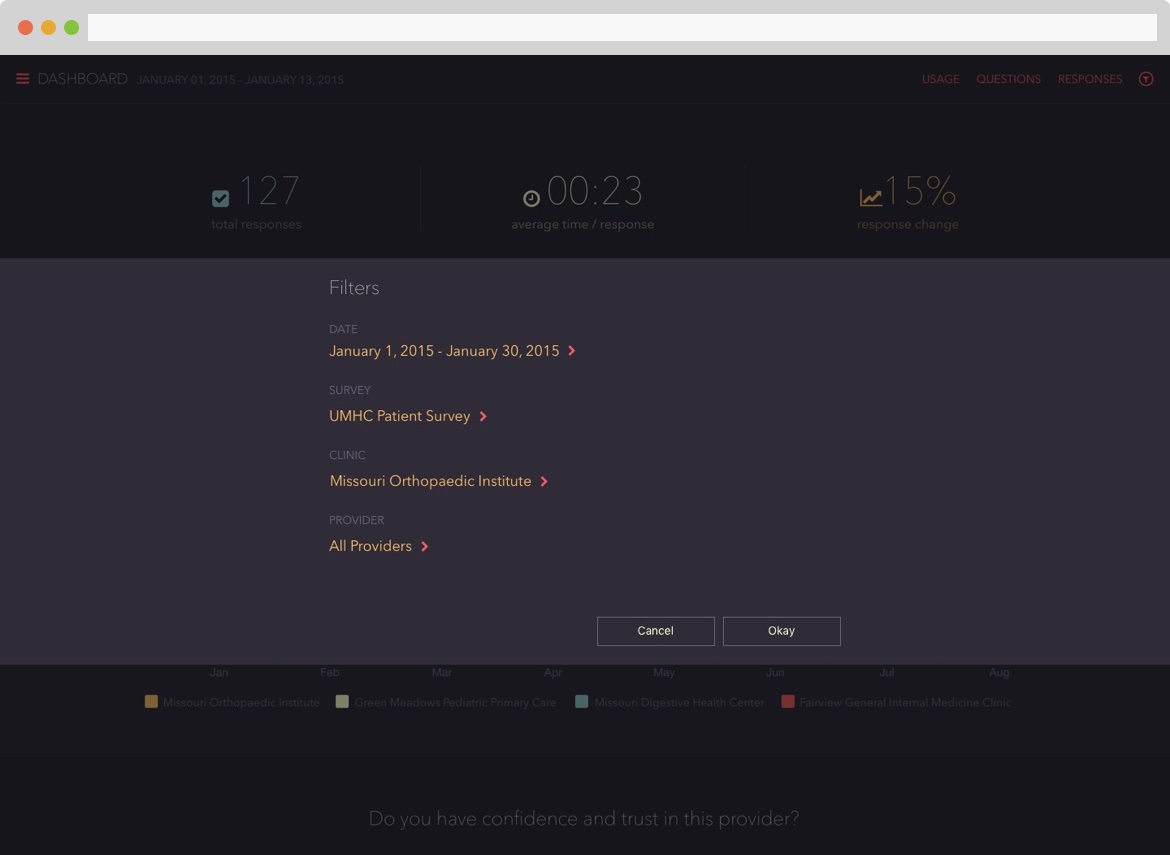 DASHBOARD JANUARY 01, 2015 - JANUARY 13, 2015 USAGE QUESTIONS RESPONSES
127 00:23 15%
total responses average time / response response change
Filters
DATE
January 1, 2015 - January 30, 2015
SURVEY
UMHC Patient Survey
CLINIC
Missouri Orthopaedic Institute
PROVIDER
All Providers
Cancel Okay
Jan Feb Mar Apr May Jun Jul Aug
Missouri Orthopaedic Institute Green Meadows Pediatric Primary Care Missouri Digestive Health Center Fairview General Internal Medicine Clinic
Do you have confidence and trust in this provider?